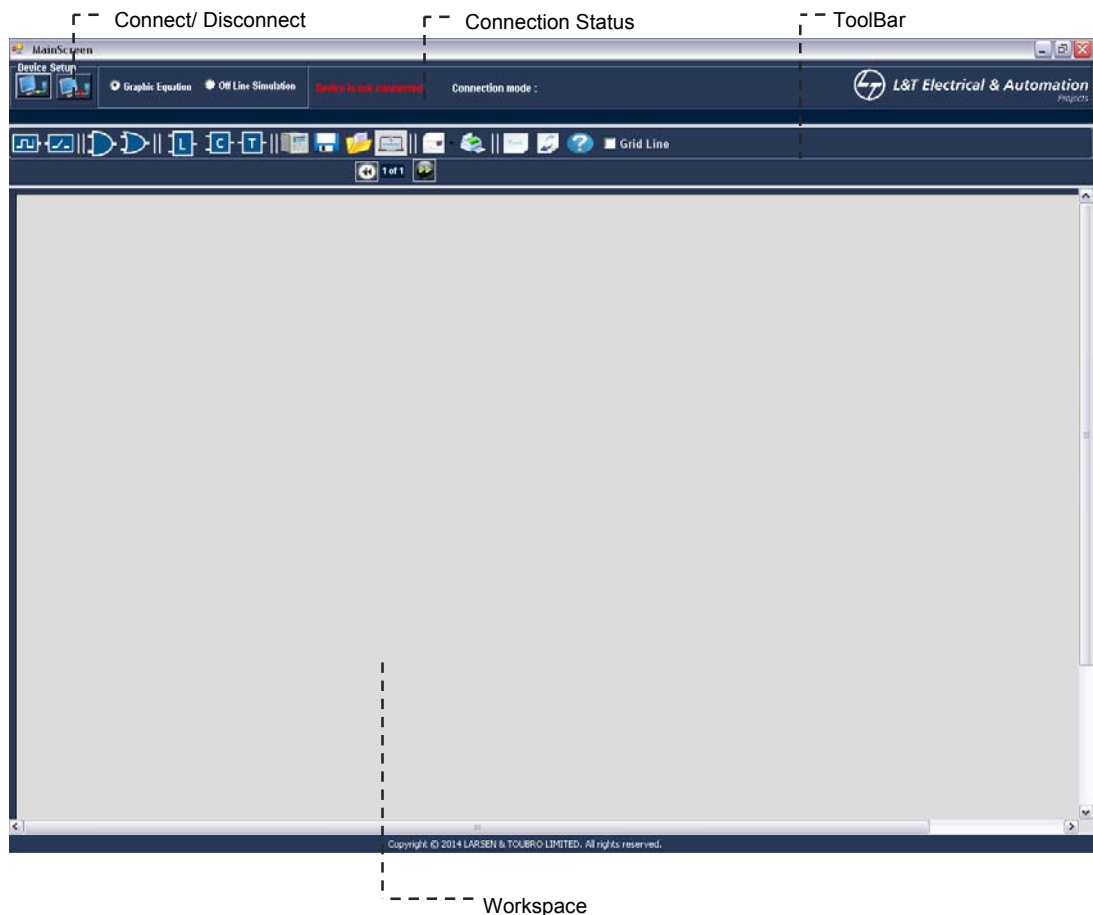 Connect/ Disconnect
Connection Status
ToolBar
MainScreen
Device Setup
Graphic Equation
Off Line Simulation
Device is not connected
Connection mode :
L&T Electrical & Automation
Projects
L
C
T
Grid Line
1 of 1
Copyright © 2014 LARSEN & TOUBRO LIMITED. All rights reserved.
Workspace